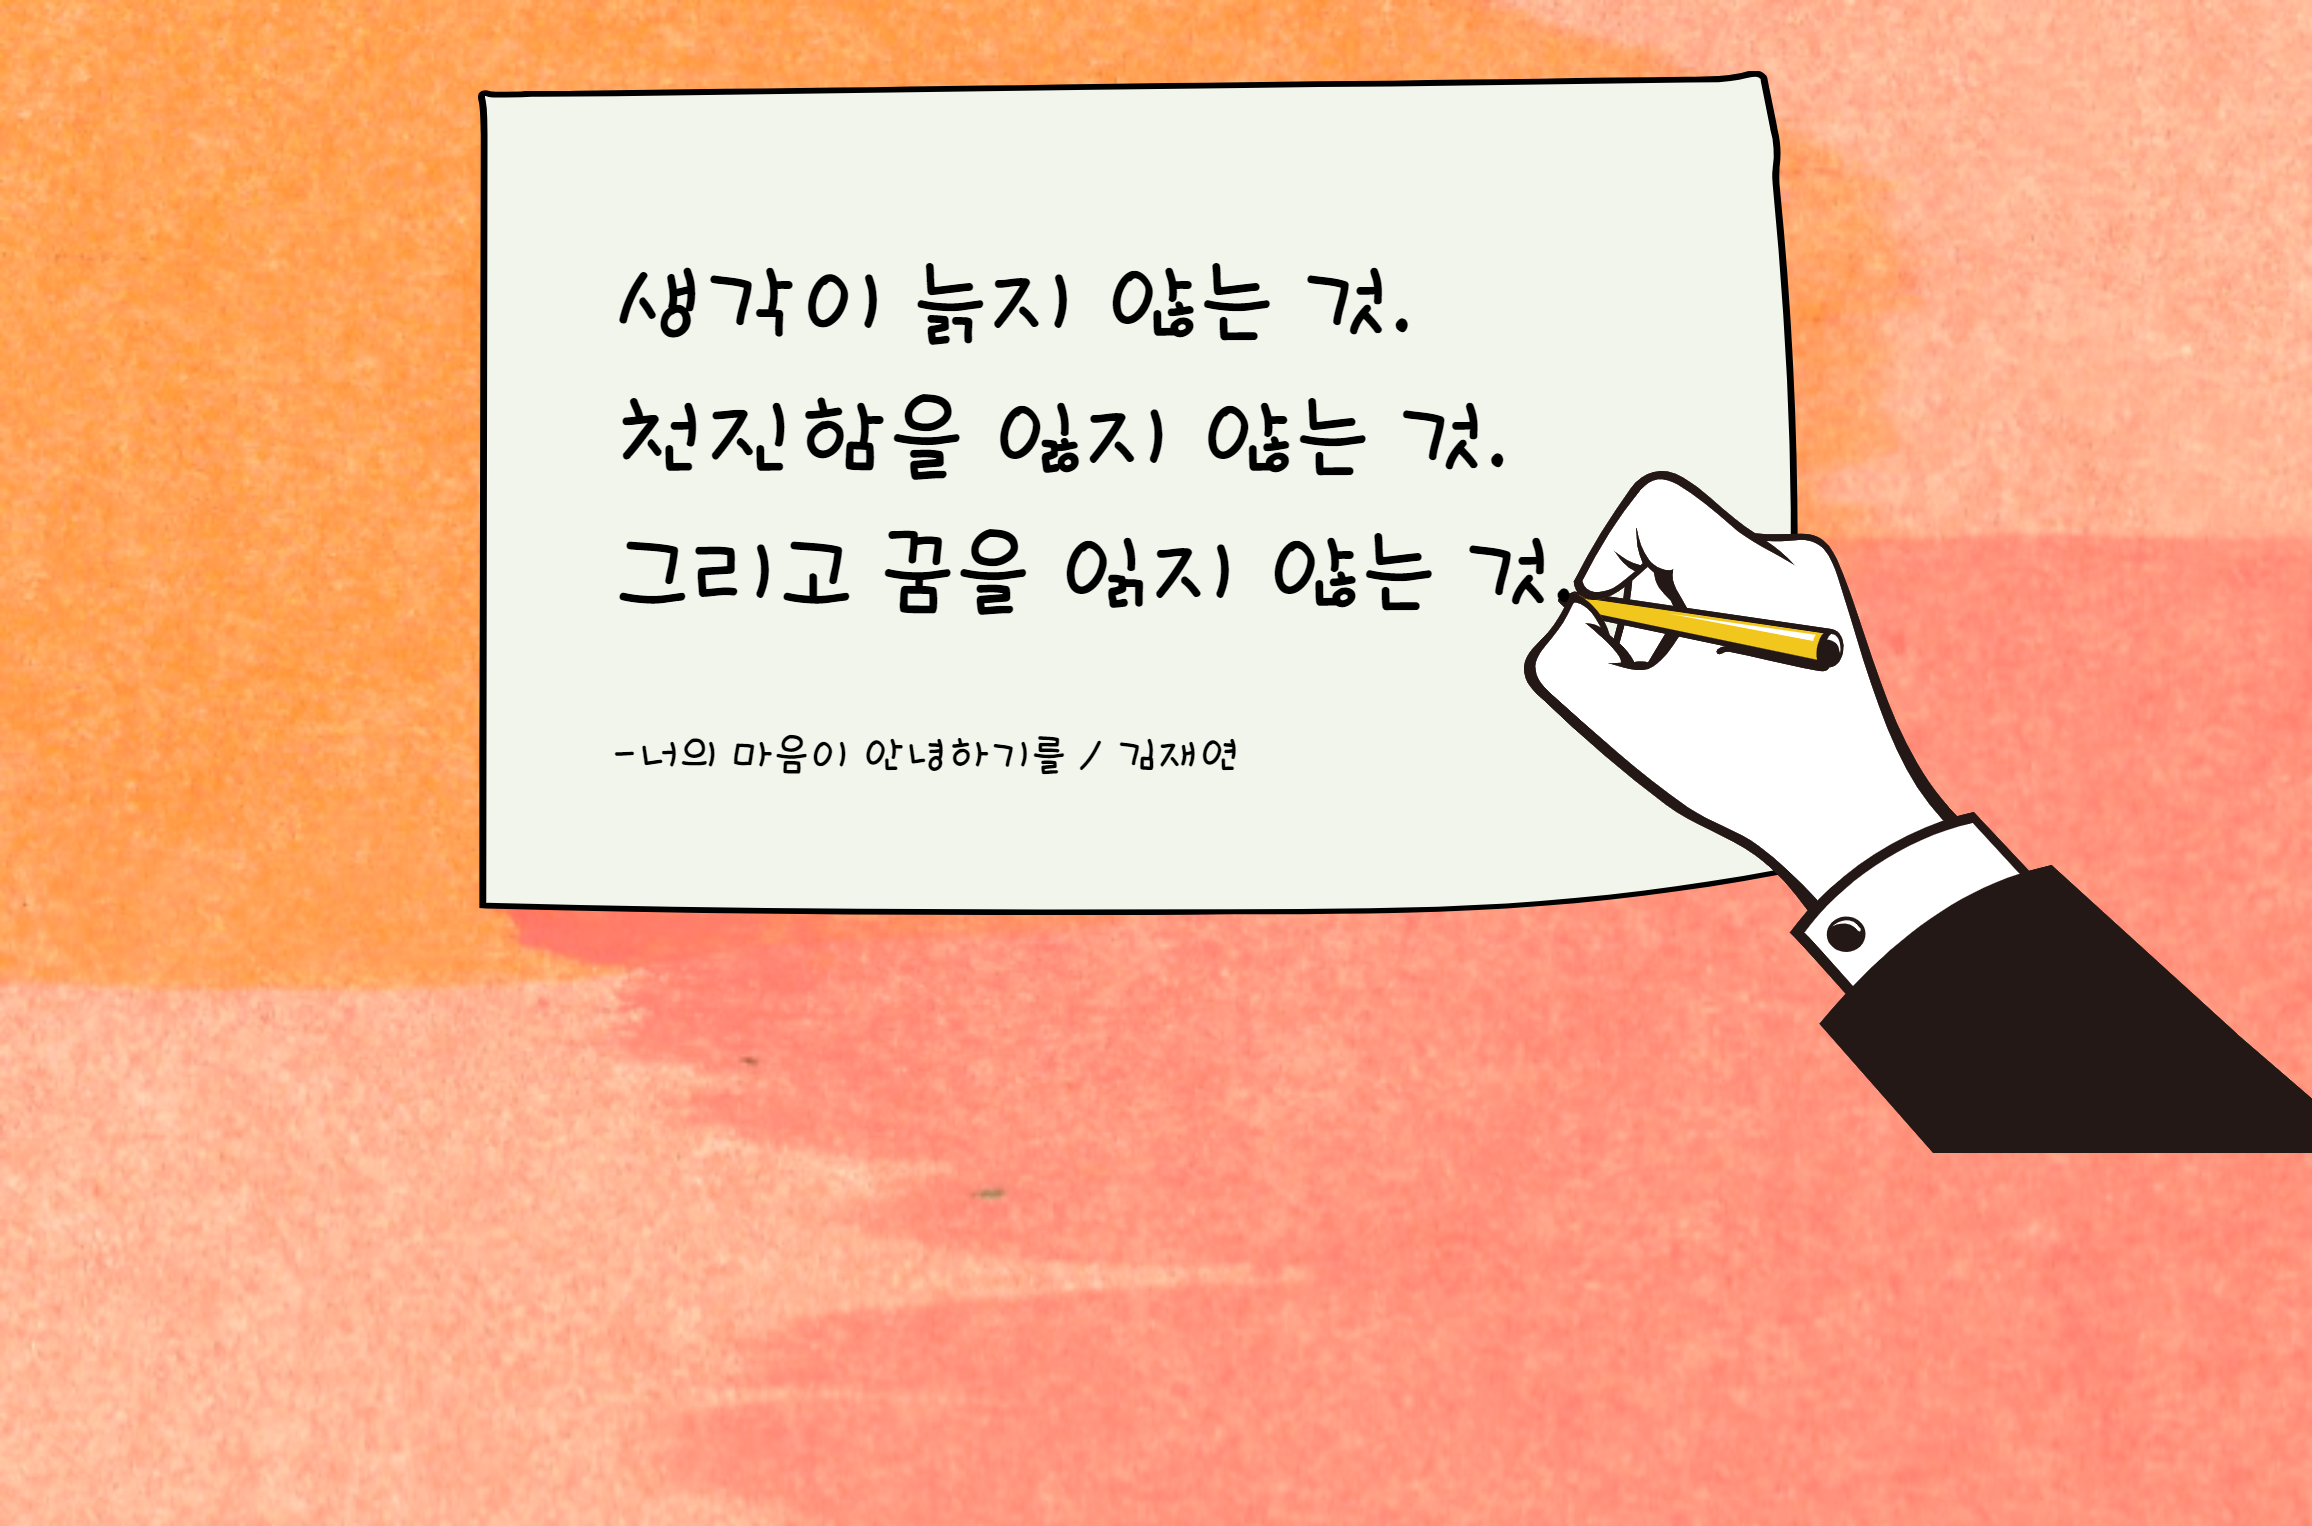 생각이 늙지 않는 것.
천진함을 잃지 않는 것.
그리고 꿈을 읽지 않는 것.
-너의 마음이 안녕하기를 / 김재연